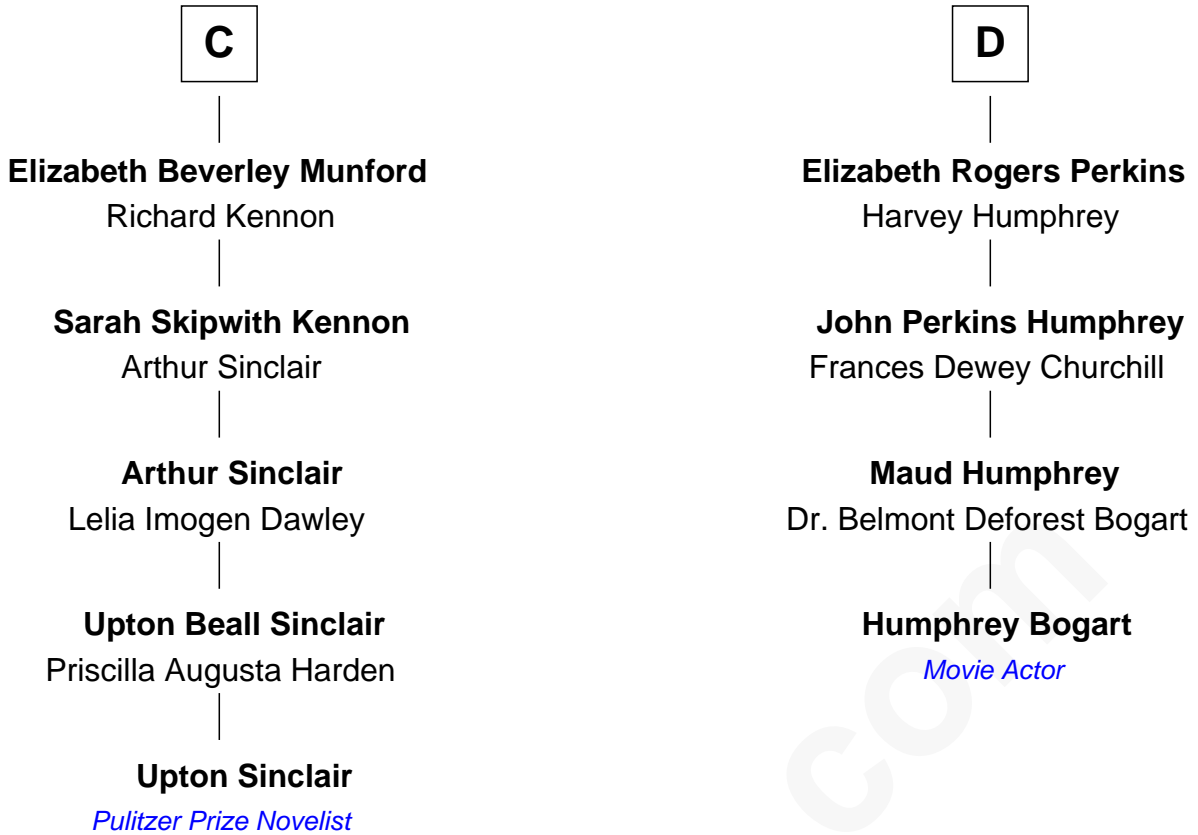 C
Elizabeth Beverley Munford
Richard Kennon
Sarah Skipwith Kennon
Arthur Sinclair
Arthur Sinclair
Lelia Imogen Dawley
Upton Beall Sinclair
Priscilla Augusta Harden
Upton Sinclair
Pulitzer Prize Novelist
D
Elizabeth Rogers Perkins
Harvey Humphrey
John Perkins Humphrey
Frances Dewey Churchill
Maud Humphrey
Dr. Belmont Deforest Bogart
Humphrey Bogart
Movie Actor
com